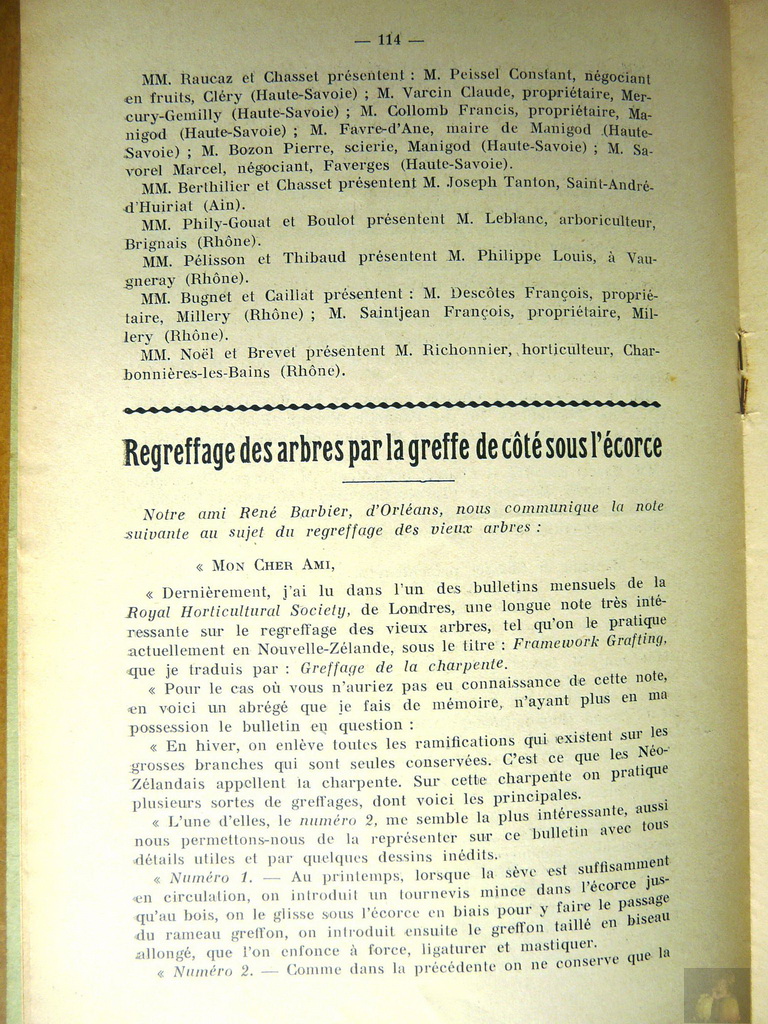 — 114 —
MM. Raucaz et Chasset présentent : M. Peissel Constant, négociant
en fruits, Cléry (Haute-Savoie) ; M. Varcin Claude, propriétaire, Mer-
cury-Gemilly (Haute-Savoie) ; M. Collomb Francis, propriétaire, Ma-
nigod (Haute-Savoie) ; M. Favre-d'Ane, maire de Manigod (Haute-
Savoie) ; M. Bozon Pierre, scierie, Manigod (Haute-Savoie) ; M. Sa-
vorel Marcel, négociant, Faverges (Haute-Savoie).
MM. Berthilier et Chasset présentent M. Joseph Tanton, Saint-André-
d'Huiriat (Ain).
MM. Phily-Gouat et Boulot présentent M. Leblanc, arboriculteur,
Brignais (Rhône).
MM. Pélisson et Thibaud présentent M. Philippe Louis, à Vau-
gneray (Rhône).
MM. Bugnet et Caillat présentent : M. Descôtes François, proprié-
taire, Millery (Rhône) ; M. Saintjean François, propriétaire, Mil-
lery (Rhône).
MM. Noël et Brevet présentent M. Richonnier, horticulteur, Char-
bonnières-les-Bains (Rhône).
Regreffage des arbres par la greffe de côté sous l'écorce
Notre ami René Barbier, d'Orléans, nous communique la note
suivante au sujet du regreffage des vieux arbres :
« MON CHER AMI,
« Dernièrement, j'ai lu dans l'un des bulletins mensuels de la
Royal Horticultural Society, de Londres, une longue note très inté-
ressante sur le regreffage des vieux arbres, tel qu'on le pratique
actuellement en Nouvelle-Zélande, sous le titre : Framework Grafting,
que je traduis par : Greffage de la charpente.
« Pour le cas où vous n'auriez pas eu connaissance de cette note,
en voici un abrégé que je fais de mémoire, n'ayant plus en ma
possession le bulletin en question :
« En hiver, on enlève toutes les ramifications qui existent sur les
grosses branches qui sont seules conservées. C'est ce que les Néo-
Zélandais appellent la charpente. Sur cette charpente on pratique
plusieurs sortes de greffages, dont voici les principales.
« L'une d'elles, le numéro 2, me semble la plus intéressante, aussi
nous permettons-nous de la représenter sur ce bulletin avec tous
détails utiles et par quelques dessins inédits.
« Numéro 1. — Au printemps, lorsque la sève est suffisamment
en circulation, on introduit un tournevis mince dans l'écorce jus-
qu'au bois, on le glisse sous l'écorce en biais pour y faire le passage
du rameau greffon, on introduit ensuite le greffon taillé en biseau
allongé, que l'on enfonce à force, ligaturer et mastiquer.
« Numéro 2. — Comme dans la précédente on ne conserve que la